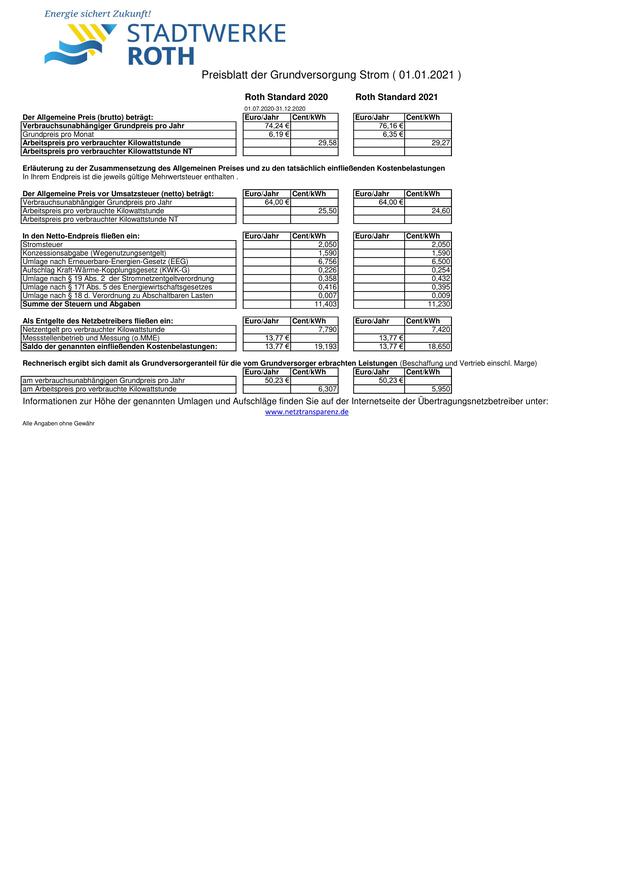 Energie sichert Zukunft!
STADTWERKE
ROTH
Preisblatt der Grundversorgung Strom ( 01.01.2021 )
Roth Standard 2020 Roth Standard 2021
01.07.2020-31.12.2020
Der Allgemeine Preis (brutto) beträgt: Euro/Jahr Cent/kWh Euro/Jahr Cent/kWh
Verbrauchsunabhängiger Grundpreis pro Jahr 74,24 € 76,16 €
Grundpreis pro Monat 6,19 € 6,35 €
Arbeitspreis pro verbrauchte Kilowattstunde 29,58 29,27
Arbeitspreis pro verbrauchter Kilowattstunde NT
Erläuterung zu der Zusammensetzung des Allgemeinen Preises und zu den tatsächlich einfließenden Kostenbelastungen
In Ihrem Endpreis ist die jeweils gültige Mehrwertsteuer enthalten .
Der Allgemeine Preis vor Umsatzsteuer (netto) beträgt: Euro/Jahr Cent/kWh Euro/Jahr Cent/kWh
Verbrauchsunabhängiger Grundpreis pro Jahr 64,00 € 64,00 €
Arbeitspreis pro verbrauchte Kilowattstunde 25,50 24,60
Arbeitspreis pro verbrauchter Kilowattstunde NT
In den Netto-Endpreis fließen ein: Euro/Jahr Cent/kWh Euro/Jahr Cent/kWh
Stromsteuer 2,050 2,050
Konzessionsabgabe (Wegenutzungsentgelt) 1,590 1,590
Umlage nach Erneuerbare-Energien-Gesetz (EEG) 6,756 6,500
Aufschlag Kraft-Wärme-Kopplungsgesetz (KWK-G) 0,226 0,254
Umlage nach § 19 Abs. 2 der Stromnetzentgeltverordnung 0,358 0,432
Umlage nach § 17f Abs. 5 des Energiewirtschaftsgesetzes 0,416 0,395
Umlage nach § 18 d. Verordnung zu Abschaltbaren Lasten 0,007 0,009
Summe der Steuern und Abgaben 11,403 11,230
Als Entgelte des Netzbetreibers fließen ein: Euro/Jahr Cent/kWh Euro/Jahr Cent/kWh
Netzentgelt pro verbrauchte Kilowattstunde 7,790 7,420
Messstellenbetrieb und Messung (o.MME) 13,77 € 13,77 €
Saldo der genannten einfließenden Kostenbelastungen: 13,77 € 19,193 13,77 € 18,650
Rechnerisch ergibt sich damit als Grundversorgeranteil für die vom Grundversorger erbrachten Leistungen (Beschaffung und Vertrieb einschl. Marge)
Euro/Jahr Cent/kWh Euro/Jahr Cent/kWh
am verbrauchsunabhängigen Grundpreis pro Jahr 50,23 € 50,23 €
am Arbeitspreis pro verbrauchte Kilowattstunde 6,307 5,950
Informationen zur Höhe der genannten Umlagen und Aufschläge finden Sie auf der Internetseite der Übertragungsnetzbetreiber unter:
www.netztransparenz.de
Alle Angaben ohne Gewähr